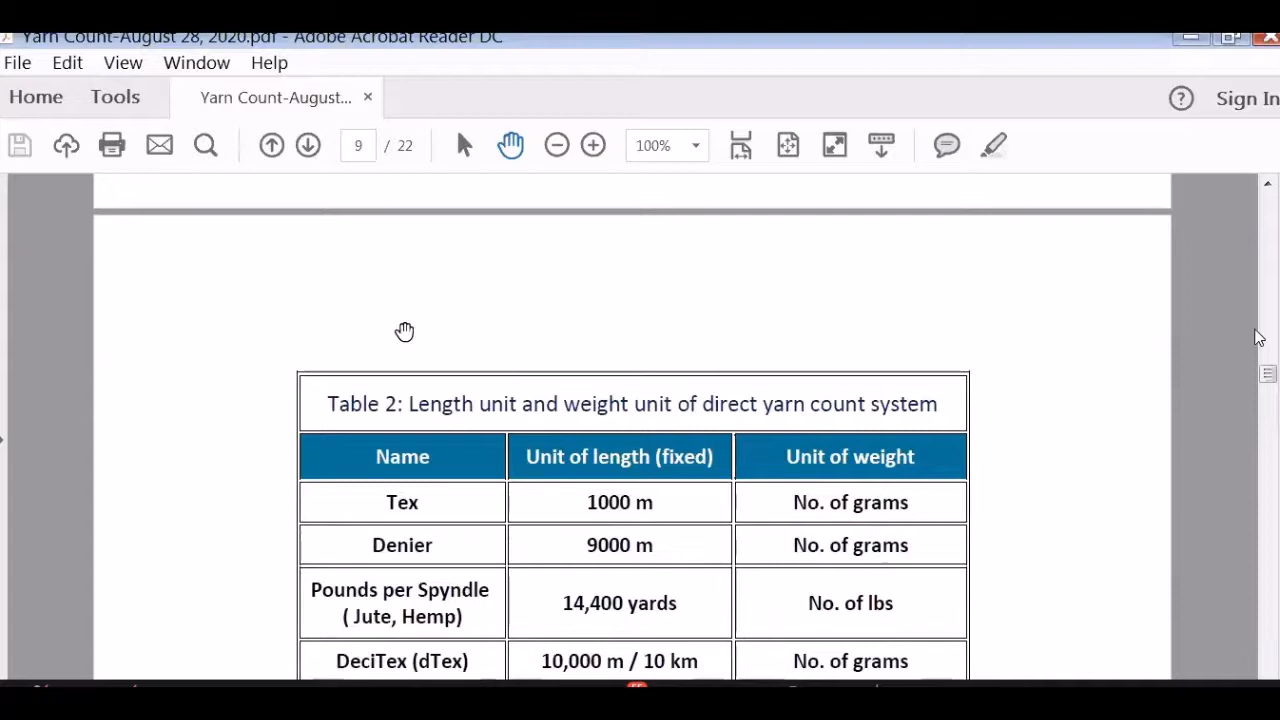 Yarn Count-August 28, 2020.pdf - Adobe Acrobat Reader DC
File Edit View Window Help
Home Tools Yarn Count-August... × ? Sign In
9 / 22 100%
Table 2: Length unit and weight unit of direct yarn count system
Name Unit of length (fixed) Unit of weight
Tex 1000 m No. of grams
Denier 9000 m No. of grams
Pounds per Spyndle
( Jute, Hemp) 14,400 yards No. of lbs
DeciTex (dTex) 10,000 m / 10 km No. of grams